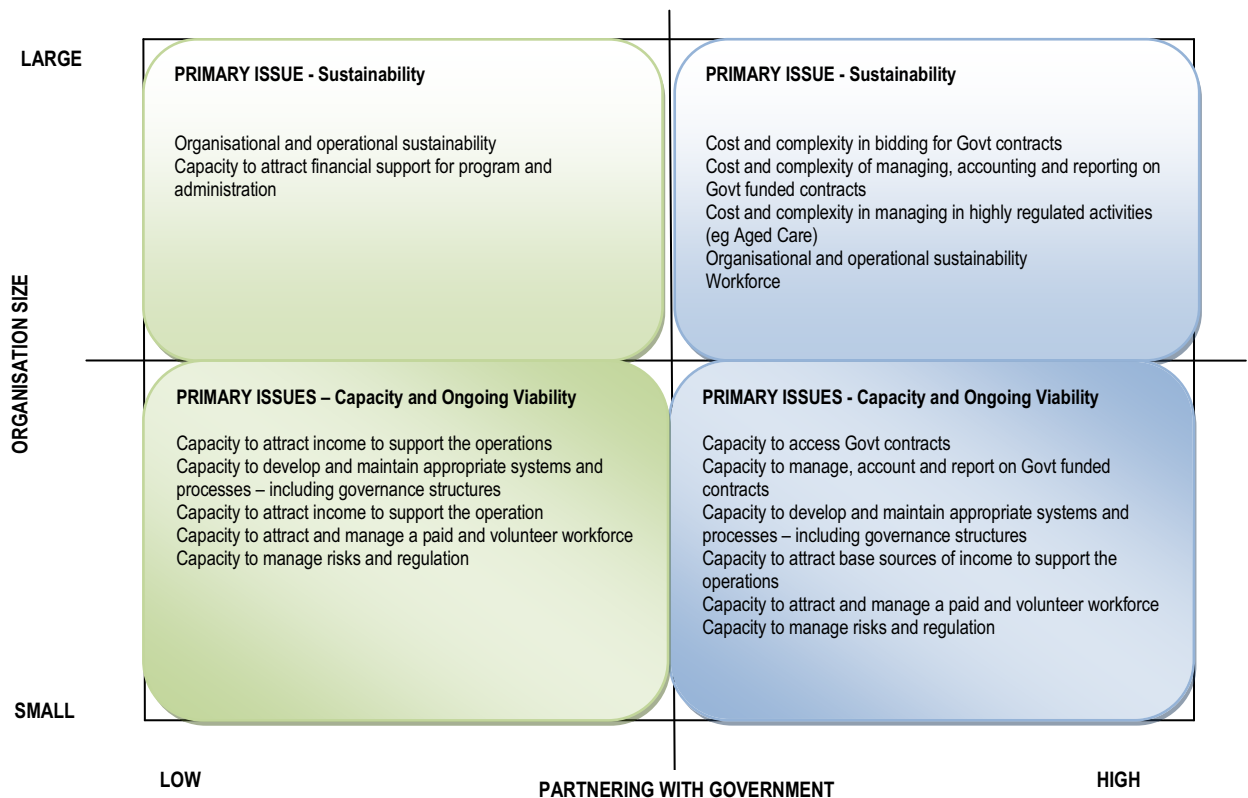 LARGE
PRIMARY ISSUE - Sustainability
Organisational and operational sustainability
Capacity to attract financial support for program and
administration
PRIMARY ISSUE - Sustainability
Cost and complexity in bidding for Govt contracts
Cost and complexity of managing, accounting and reporting on
Govt funded contracts
Cost and complexity in managing in highly regulated activities
(eg Aged Care)
Organisational and operational sustainability
Workforce
ORGANISATION SIZE
PRIMARY ISSUES – Capacity and Ongoing Viability
Capacity to attract income to support the operations
Capacity to develop and maintain appropriate systems and
processes – including governance structures
Capacity to attract income to support the operation
Capacity to attract and manage a paid and volunteer workforce
Capacity to manage risks and regulation
PRIMARY ISSUES - Capacity and Ongoing Viability
Capacity to access Govt contracts
Capacity to manage, account and report on Govt funded
contracts
Capacity to develop and maintain appropriate systems and
processes – including governance structures
Capacity to attract base sources of income to support the
operations
Capacity to attract and manage a paid and volunteer workforce
Capacity to manage risks and regulation
SMALL
LOW
PARTNERING WITH GOVERNMENT
HIGH